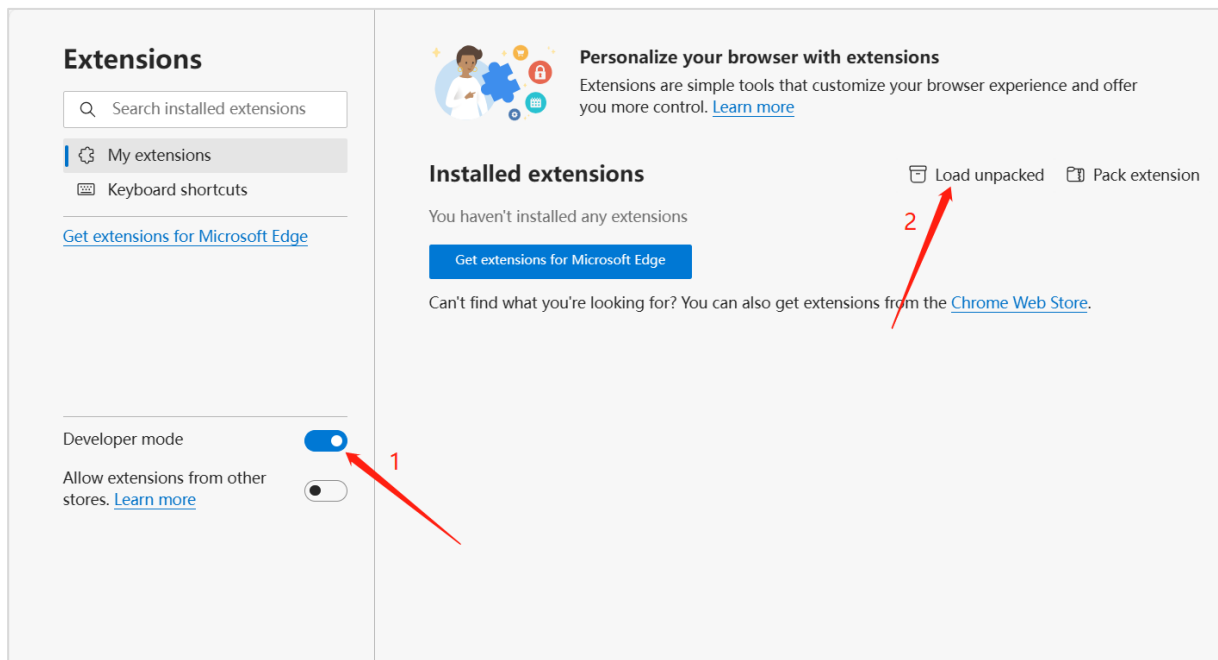 Extensions
Search installed extensions
My extensions
Keyboard shortcuts
Get extensions for Microsoft Edge
Developer mode
1
Allow extensions from other
stores. Learn more
Personalize your browser with extensions
Extensions are simple tools that customize your browser experience and offer
you more control. Learn more
Installed extensions
Load unpacked
Pack extension
2
You haven't installed any extensions
Get extensions for Microsoft Edge
Can't find what you're looking for? You can also get extensions from the Chrome Web Store.